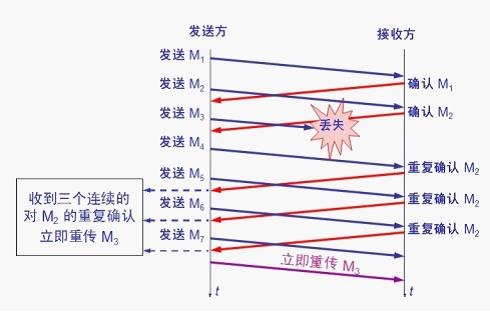 发送方
接收方
发送 M1
确认 M1
发送 M2
确认 M2
发送 M3
丢失
发送 M4
重复确认 M2
发送 M5
收到三个连续的
对 M2 的重复确认
立即重传 M3
重复确认 M2
发送 M6
重复确认 M2
发送 M7
立即重传 M3
t
t